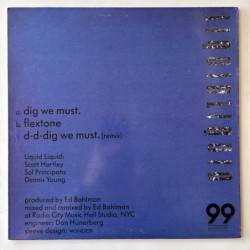 a: dig we must.
b: flextone
d-d-dig we must. (remix)
Liquid Liquid:
Scott Hartley
Sal Principato
Dennis Young
produced by Ed Bahlman
mixed and remixed by Ed Bahlman
at Radio City Music Hall Studio, NYC
engineer: Don Hünerberg
sleeve design:
99